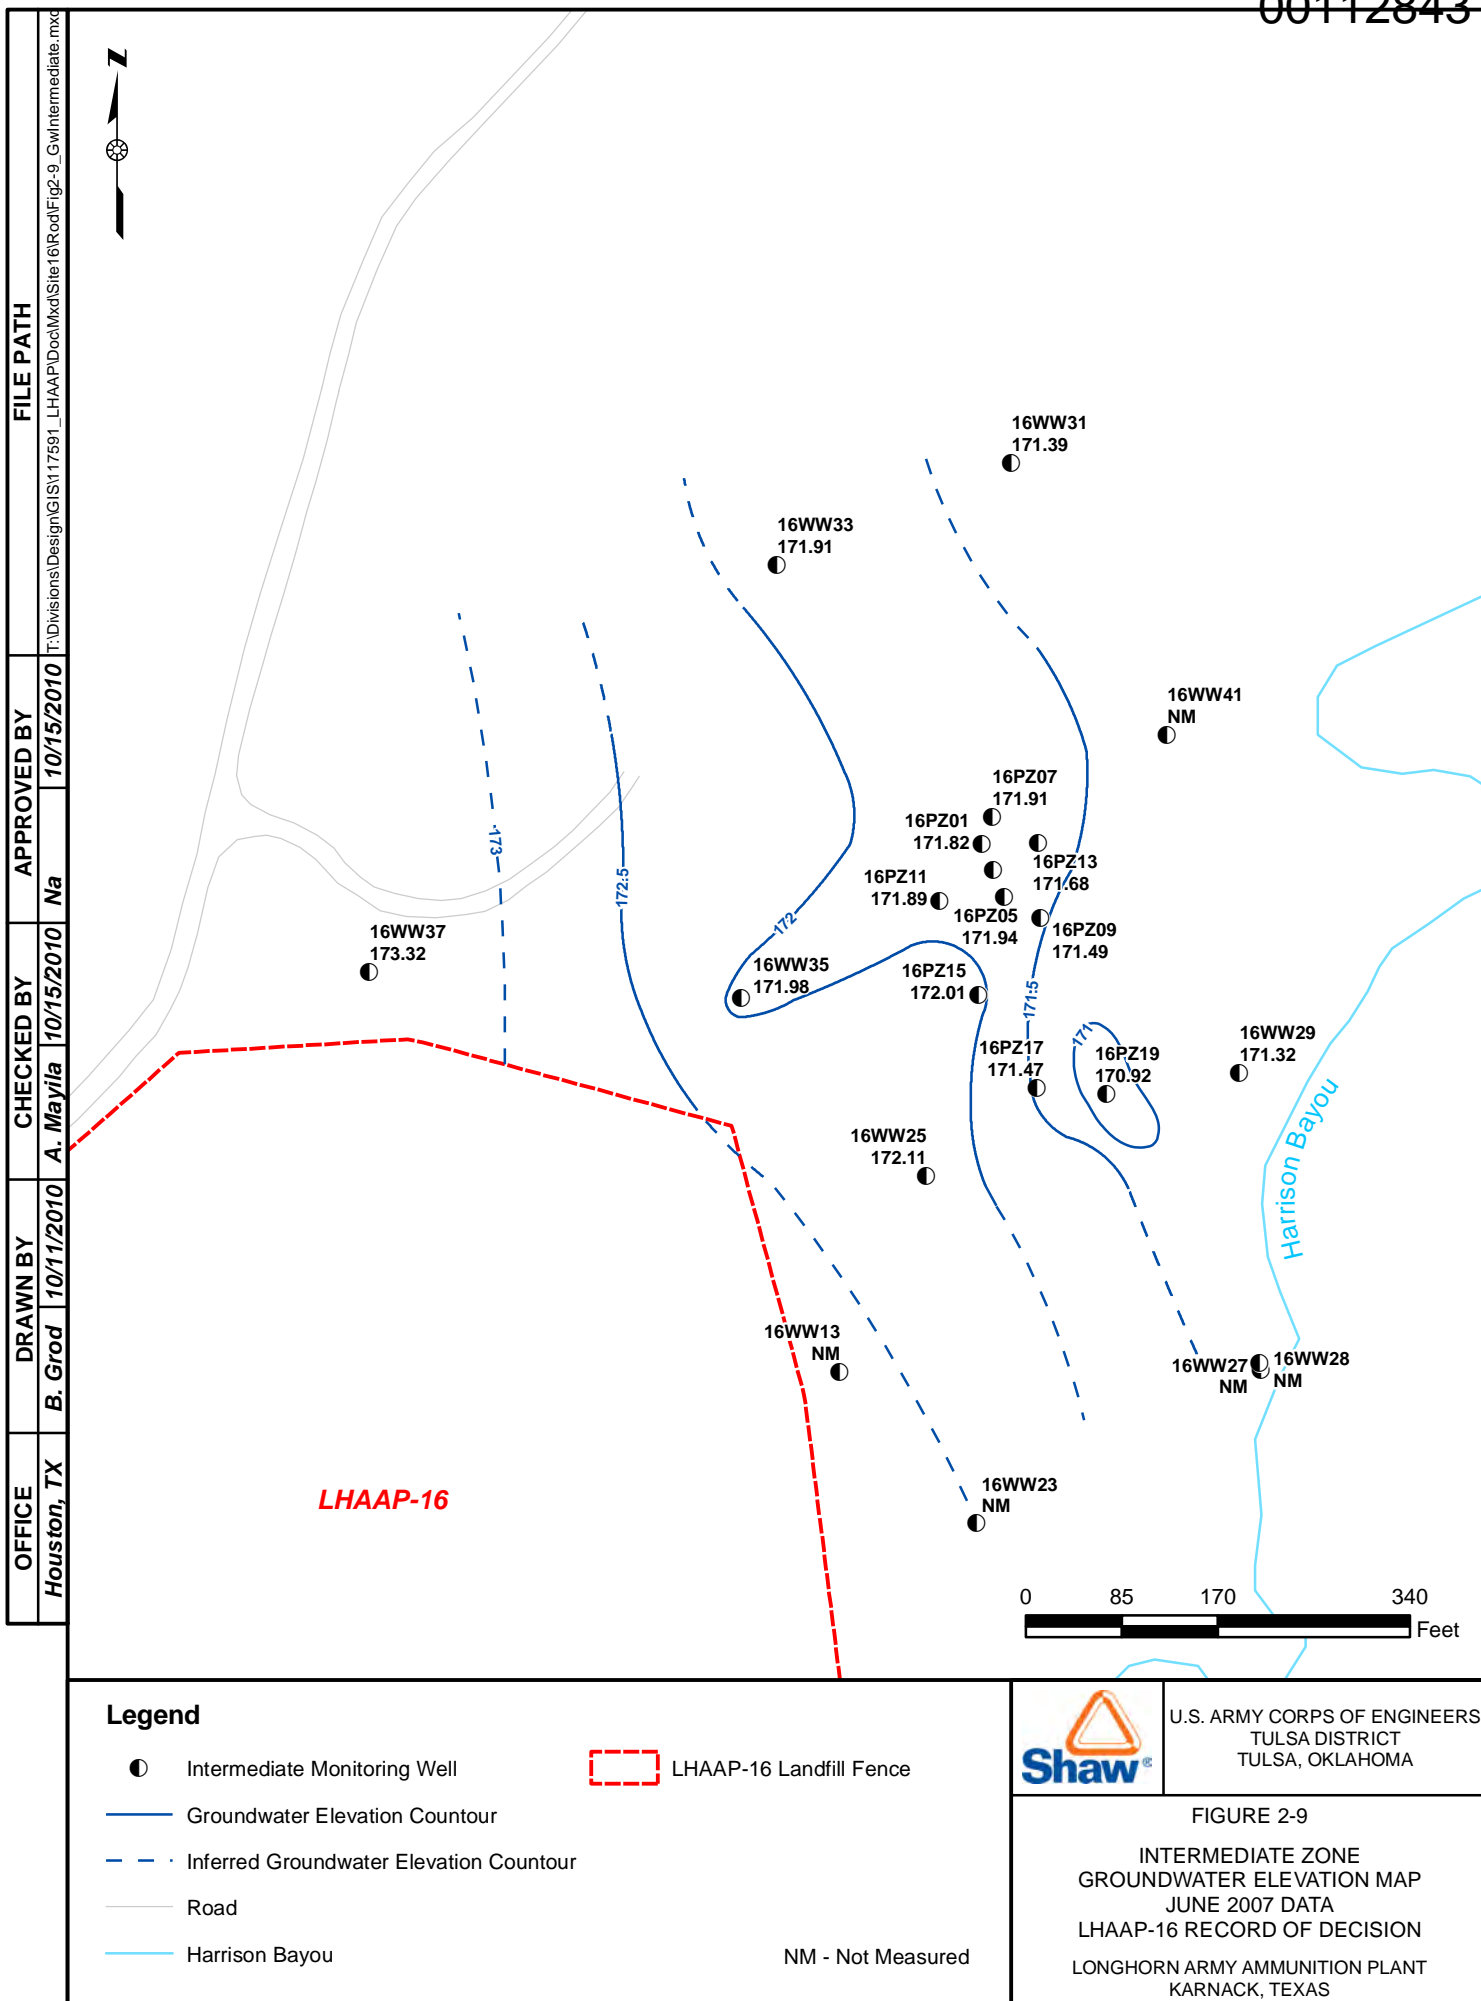 00112843
Z
FILE PATH
T:\Divisions\Design\GIS\117591_LHAAP\Doc\Mxd\Site16\Rod\Fig2-9_GwIntermediate.mxd
APPROVED BY
Na
10/15/2010
CHECKED BY
A. Mayila
10/15/2010
DRAWN BY
B. Grod
10/11/2010
OFFICE
Houston, TX
16WW31
171.39
16WW33
171.91
16WW41
NM
16PZ07
171.91
16PZ01
171.82
16PZ13
171.68
16PZ11
171.89
16PZ05
171.94
16PZ09
171.49
173
172.5
172
16WW37
173.32
16WW35
171.98
16PZ15
172.01
171.5
171
16PZ17
171.47
16PZ19
170.92
16WW29
171.32
Harrison Bayou
16WW25
172.11
16WW13
NM
16WW27
NM
16WW28
NM
16WW23
NM
LHAAP-16
0 85 170 340
Feet
Legend
Intermediate Monitoring Well
LHAAP-16 Landfill Fence
Groundwater Elevation Countour
Inferred Groundwater Elevation Countour
Road
Harrison Bayou
NM - Not Measured
Shaw®
U.S. ARMY CORPS OF ENGINEERS
TULSA DISTRICT
TULSA, OKLAHOMA
FIGURE 2-9
INTERMEDIATE ZONE
GROUNDWATER ELEVATION MAP
JUNE 2007 DATA
LHAAP-16 RECORD OF DECISION
LONGHORN ARMY AMMUNITION PLANT
KARNACK, TEXAS